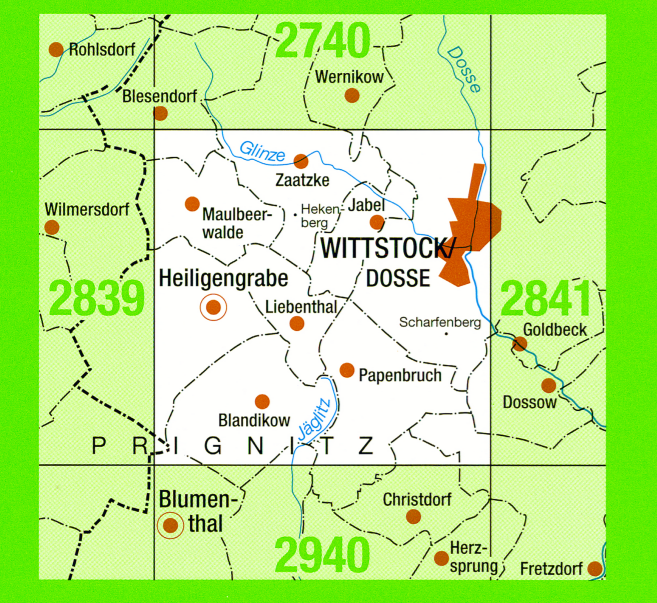 2740
Rohlsdorf
Wernikow
Dosse
Blesendorf
Glinze
Zaatzke
Wilmersdorf
Maulbeer-
walde
Heken-
berg
Jabel
WITTSTOCK/
DOSSE
Heiligengrabe
2839
2841
Liebenthal
Scharfenberg
Goldbeck
Papenbruch
Dossow
Blandikow
Jäglitz
PRIGNITZ
Blumen-
thal
Christdorf
2940
Herz-
sprung
Fretzdorf